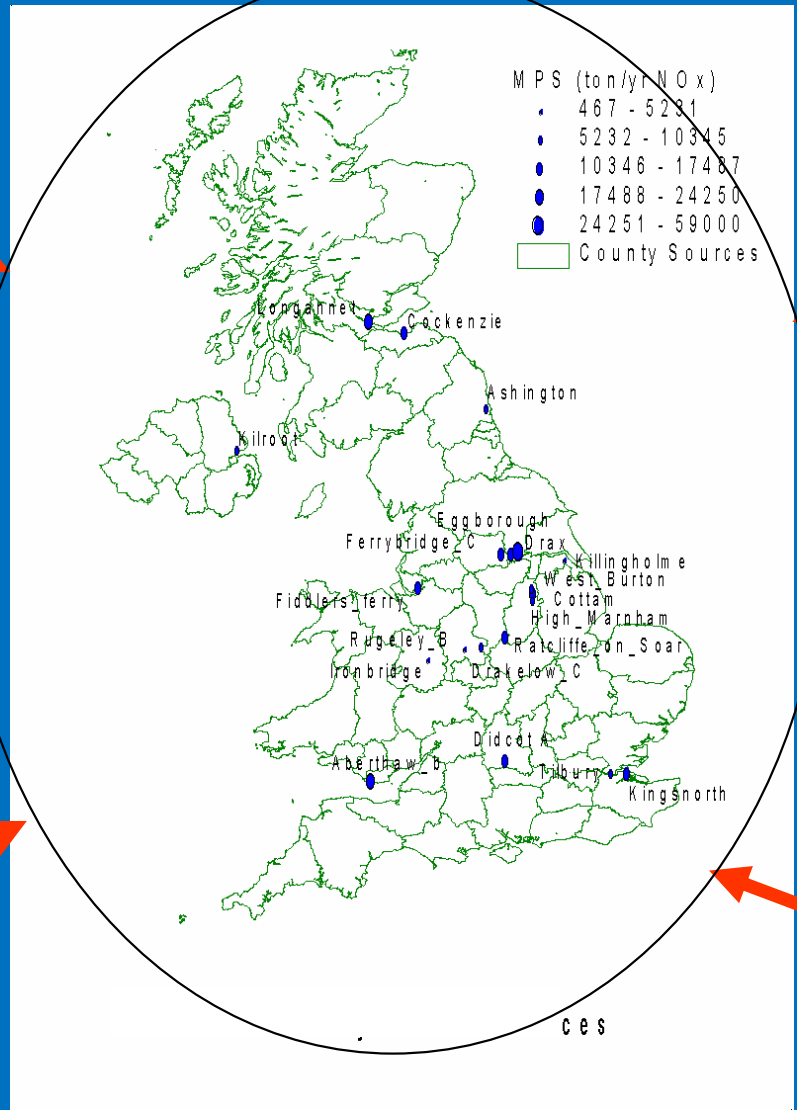 MPS (ton/yr NOx)
467 - 5231
5232 - 10345
10346 - 17487
17488 - 24250
24251 - 59000
County Sources
Longannet
Cockenzie
Ashington
Kilroot
Eggborough
Ferrybridge_C
Drax
Killingholme
West_Burton
Fiddlers_ferry
Cottam
High_Marnham
Rugeley_B
Ratcliffe_on_Soar
Ironbridge
Drakelow_C
Didcot A
Aberthaw_b
Tilbury
Kingsnorth
ces